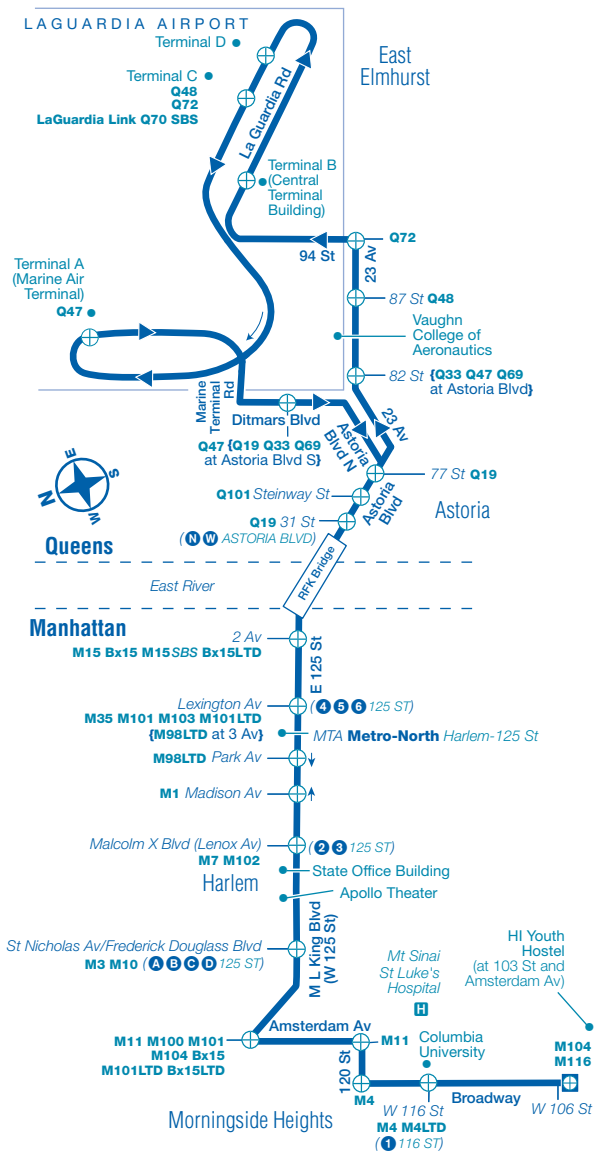 LAGUARDIA AIRPORT
Terminal D
East
Elmhurst
Terminal C
Q48
Q72
LaGuardia Link Q70 SBS
La Guardia Rd
Terminal B
(Central
Terminal
Building)
94 St
Q72
23 Av
87 St Q48
Terminal A
(Marine Air
Terminal)
Q47
Vaughn
College of
Aeronautics
82 St {Q33 Q47 Q69
at Astoria Blvd}
Marine
Terminal
Rd
Ditmars Blvd
23 Av
Q47 {Q19 Q33 Q69
at Astoria Blvd S}
Astoria
Blvd N
77 St Q19
E
S
N
W
Q101 Steinway St
Astoria
Blvd
Astoria
Q19 31 St
(N W ASTORIA BLVD)
Queens
RFK Bridge
East River
Manhattan
2 Av
M15 Bx15 M15SBS Bx15LTD
E 125 St
Lexington Av
(4 5 6 125 ST)
M35 M101 M103 M101LTD
{M98LTD at 3 Av}
MTA Metro-North Harlem-125 St
M98LTD Park Av
M1 Madison Av
Malcolm X Blvd (Lenox Av)
(2 3 125 ST)
M7 M102
State Office Building
Harlem
Apollo Theater
M L King Blvd
(W 125 St)
St Nicholas Av/Frederick Douglass Blvd
M3 M10 (A B C D 125 ST)
Mt Sinai
St Luke's
Hospital
H
HI Youth
Hostel
(at 103 St and
Amsterdam Av)
Amsterdam Av
M11 M100 M101
M104 Bx15
M101LTD Bx15LTD
M11
Columbia
University
M104
M116
120 St
M4
Broadway
W 116 St
M4 M4LTD
(1 116 ST)
W 106 St
Morningside Heights